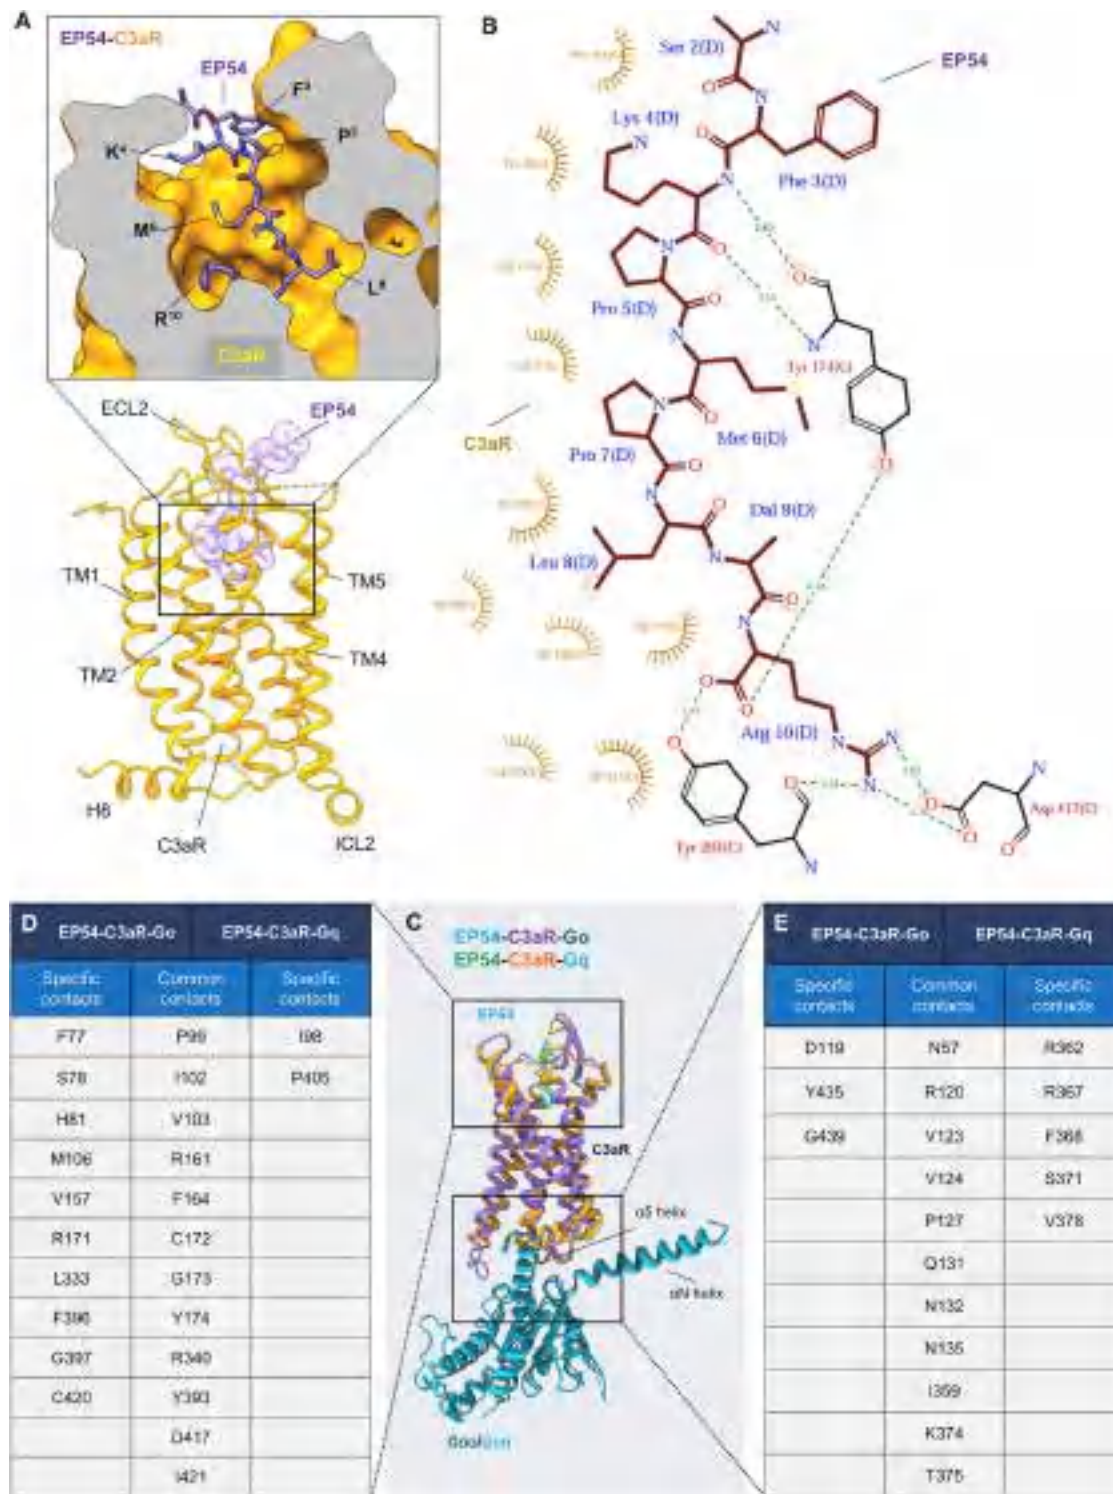 A
EP54-C3aR
EP54
F³
P⁵
K⁴
M⁶
L⁸
R¹⁰
C3aR
ECL2
EP54
TM1
TM5
TM2
TM4
H8
C3aR
ICL2
B
Ser 2(D)
EP54
Lys 4(D)
Phe 3(D)
Pro 5(D)
C3aR
Met 6(D)
Pro 7(D)
Dal 9(D)
Leu 8(D)
Arg 10(D)
Asp 417(C)
D
EP54-C3aR-Go EP54-C3aR-Gq
Specific contacts Common contacts Specific contacts
F77 P99 I98
S78 I102 P405
H81 V103
M106 R161
V157 F164
R171 C172
L333 G173
F396 Y174
G397 R340
C420 Y393
D417
I421
C
EP54-C3aR-Go
EP54-C3aR-Gq
EP54
C3aR
α5 helix
αN helix
E
EP54-C3aR-Go EP54-C3aR-Gq
Specific contacts Common contacts Specific contacts
D119 N57 R362
Y435 R120 R367
G439 V123 F368
V124 S371
P127 V378
Q131
N132
N135
I359
K374
T375